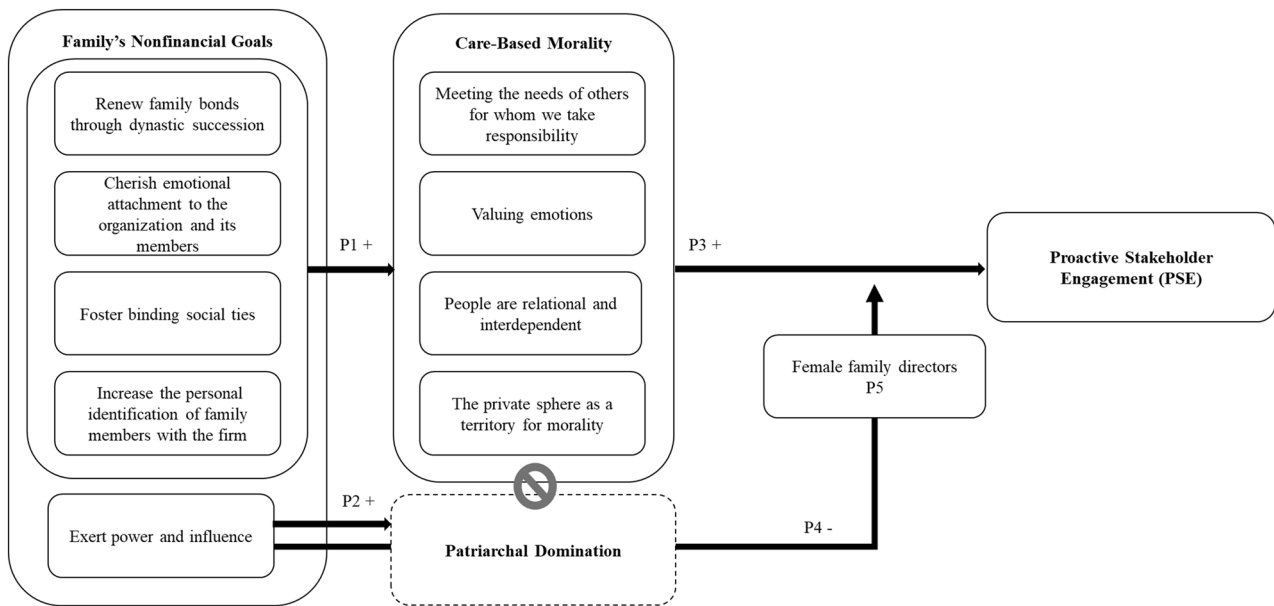 Family's Nonfinancial Goals
Renew family bonds
through dynastic succession
Cherish emotional
attachment to the
organization and its
members
Foster binding social ties
Increase the personal
identification of family
members with the firm
Exert power and influence
P1 +
P2 +
Care-Based Morality
Meeting the needs of others
for whom we take
responsibility
Valuing emotions
People are relational and
interdependent
The private sphere as a
territory for morality
Patriarchal Domination
P3 +
P4 -
Female family directors
P5
Proactive Stakeholder
Engagement (PSE)